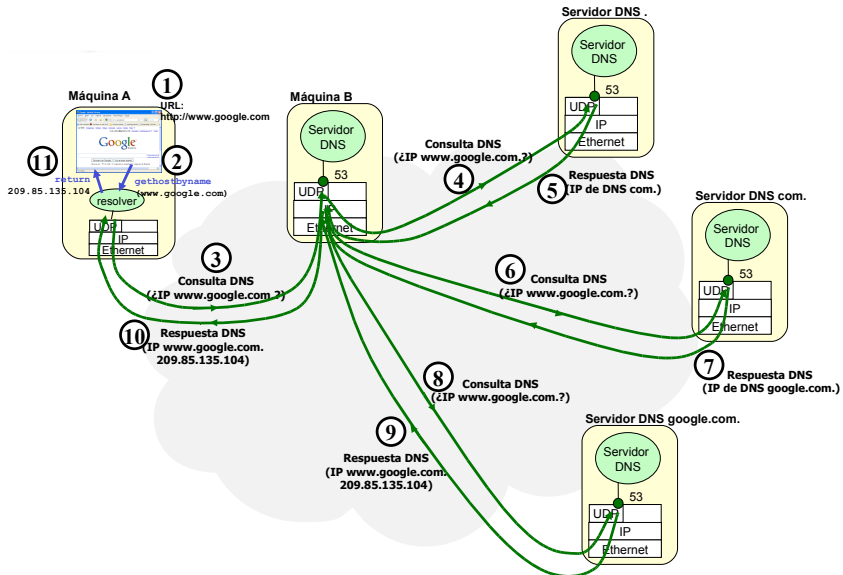 Servidor DNS .
Servidor
DNS
53
UDP
IP
Ethernet
1
URL:
http://www.google.com
Máquina A
Google
11
return
209.85.135.104
2
gethostbyname
(www.google.com)
resolver
UDP
IP
Ethernet
Máquina B
Servidor
DNS
53
UDP
IP
Ethernet
3
Consulta DNS
(¿IP www.google.com.?)
10
Respuesta DNS
(IP www.google.com.
209.85.135.104)
Consulta DNS
(¿IP www.google.com.?)
4
5
Respuesta DNS
(IP de DNS com.)
Servidor DNS com.
Servidor
DNS
53
UDP
IP
Ethernet
6
Consulta DNS
(¿IP www.google.com.?)
7
Respuesta DNS
(IP de DNS google.com.)
8
Consulta DNS
(¿IP www.google.com.?)
9
Respuesta DNS
(IP www.google.com.
209.85.135.104)
Servidor DNS google.com.
Servidor
DNS
53
UDP
IP
Ethernet